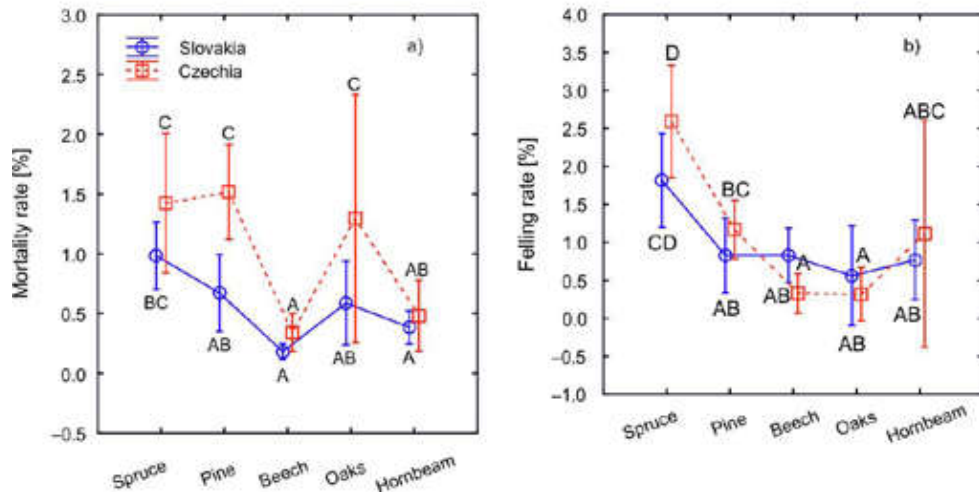 a)
Slovakia
Czechia
Mortality rate [%]
3.0
2.5
2.0
1.5
1.0
0.5
0.0
–0.5
C
C
C
A
AB
BC
AB
A
AB
A
Spruce
Pine
Beech
Oaks
Hornbeam
b)
Felling rate [%]
4.0
3.5
3.0
2.5
2.0
1.5
1.0
0.5
0.0
–0.5
–1.0
D
ABC
BC
CD
A
A
AB
AB
AB
AB
Spruce
Pine
Beech
Oaks
Hornbeam